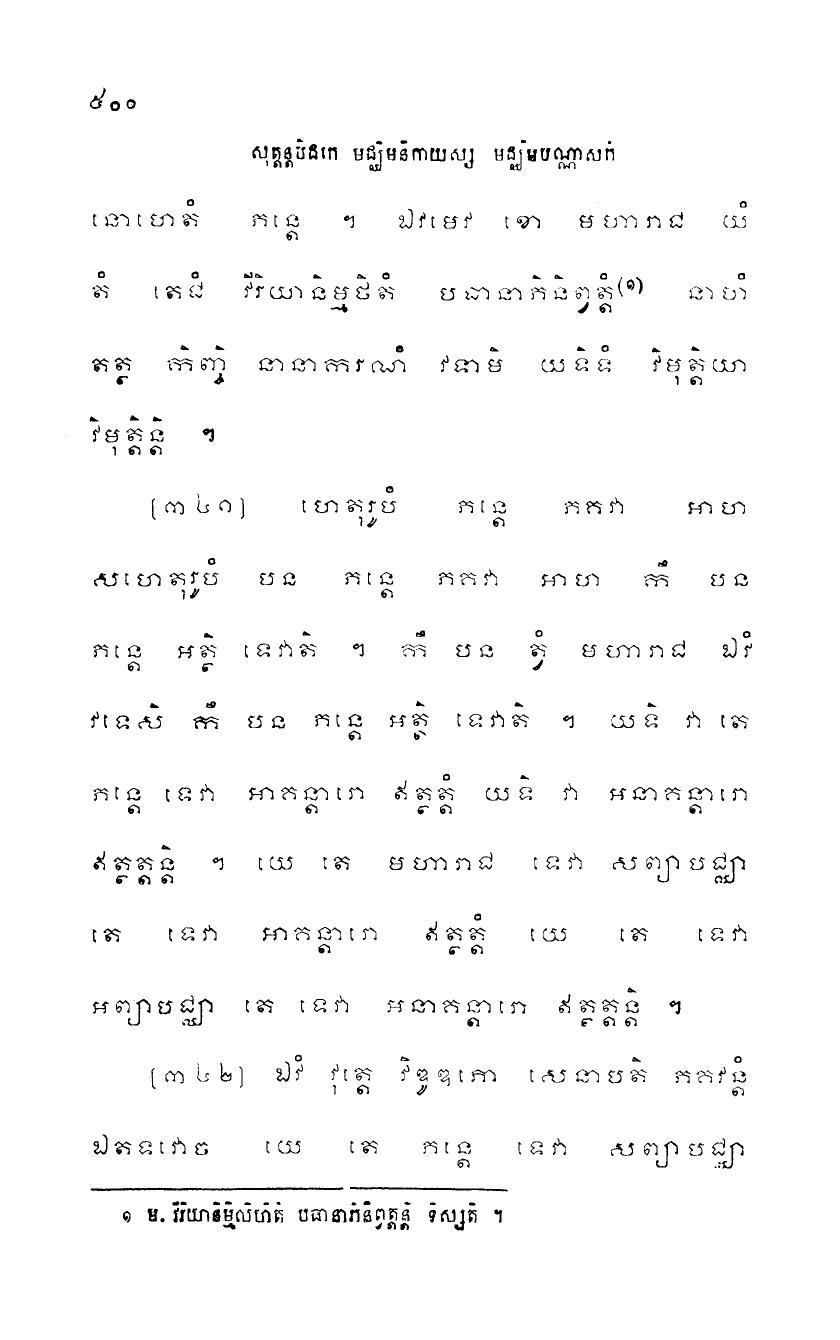 ៥០០
សុត្តន្តបិដកេ មជ្ឈិមនិកាយស្ស មជ្ឈិមបណ្ណាសកំ
នោហេតំ ភន្តេ ។ ឯវមេវ ខោ មហារាជ យំ
តំ តេជំ វីរិយានិម្មថិតំ បធានាភិនិព្វត្តំ(១) នាហំ
តត្ថ កិញ្ចិ នានាករណំ វទាមិ យទិទំ វិមុត្តិយា
វិមុត្តិន្តិ ។
[៣៤១] ហេតុរូបំ ភន្តេ ភគវា អាហ
សហេតុរូបំ បន ភន្តេ ភគវា អាហ កឹ បន
ភន្តេ អត្ថិ ទេវាតិ ។ កឹ បន ត្វំ មហារាជ ឯវំ
វទេសិ កឹ បន ភន្តេ អត្ថិ ទេវាតិ ។ យទិ វា តេ
ភន្តេ ទេវា អាគន្តារោ ឥត្ថត្តំ យទិ វា អនាគន្តារោ
ឥត្ថត្តន្តិ ។ យេ តេ មហារាជ ទេវា សព្យាបជ្ឈា
តេ ទេវា អាគន្តារោ ឥត្ថត្តំ យេ តេ ទេវា
អព្យាបជ្ឈា តេ ទេវា អនាគន្តារោ ឥត្ថត្តន្តិ ។
[៣៤២] ឯវំ វុត្តេ វិឌូឌភោ សេនាបតិ ភគវន្តំ
ឯតទវោច យេ តេ ភន្តេ ទេវា សព្យាបជ្ឈា
១ ម. វីរិយានិម្មិលិហិតំ បធានាភិនិព្វត្តន្តិ ទិស្សតិ ។